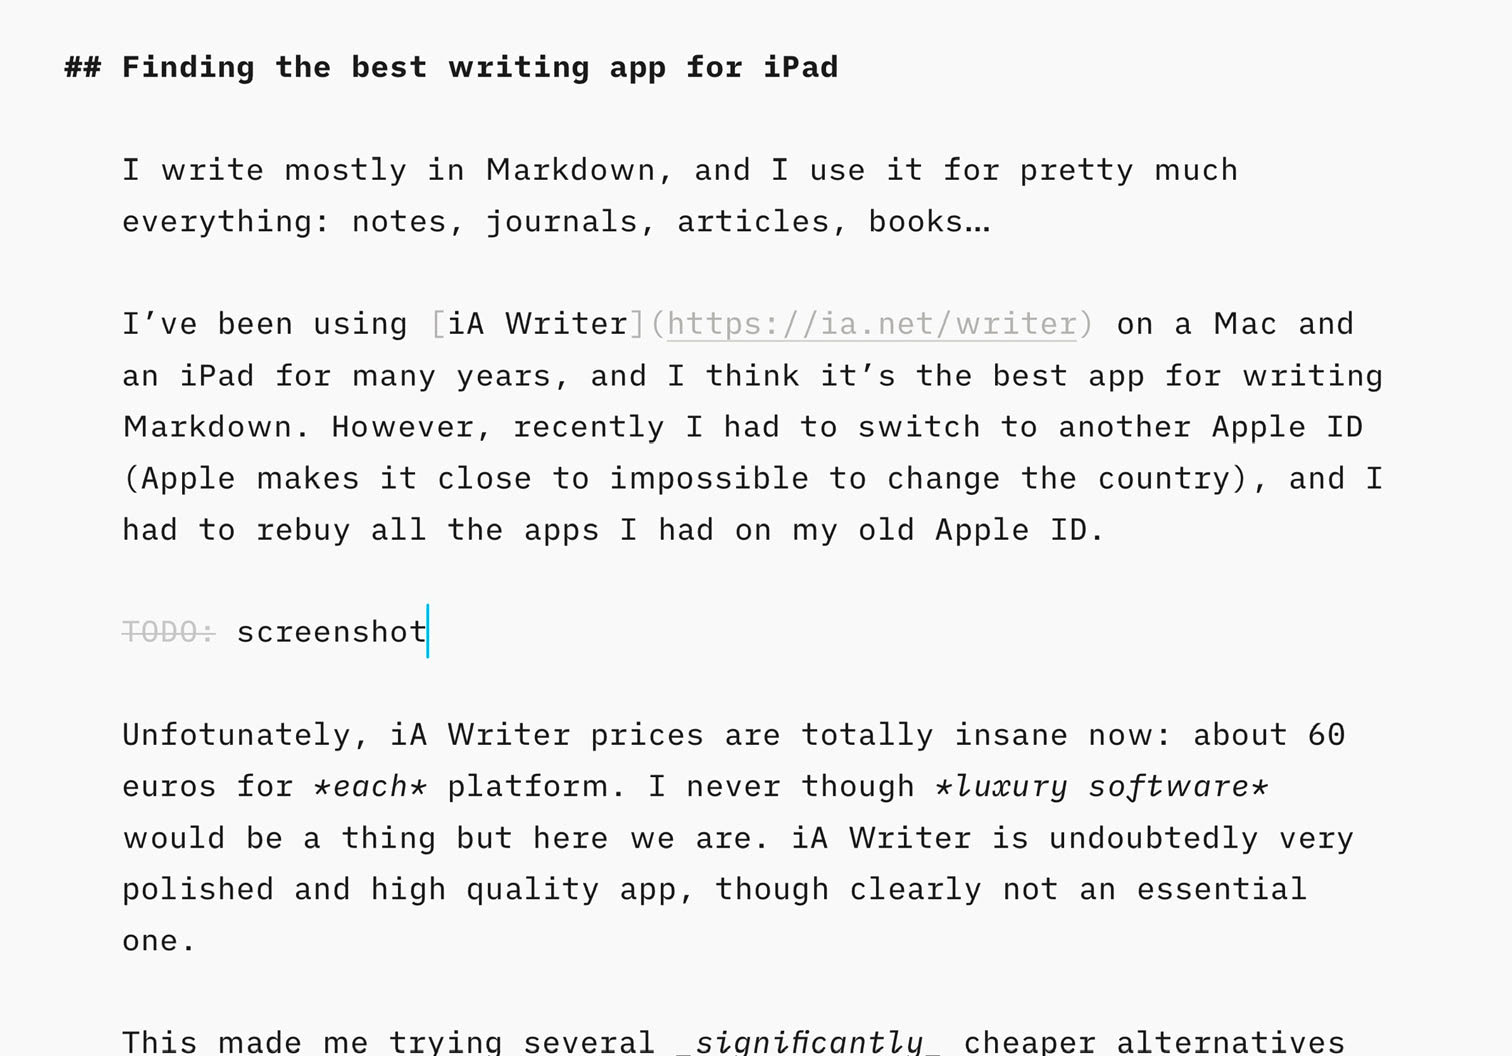 ## Finding the best writing app for iPad
I write mostly in Markdown, and I use it for pretty much
everything: notes, journals, articles, books…
I’ve been using [iA Writer](https://ia.net/writer) on a Mac and
an iPad for many years, and I think it’s the best app for writing
Markdown. However, recently I had to switch to another Apple ID
(Apple makes it close to impossible to change the country), and I
had to rebuy all the apps I had on my old Apple ID.
TODO: screenshot
Unfotunately, iA Writer prices are totally insane now: about 60
euros for *each* platform. I never though *luxury software*
would be a thing but here we are. iA Writer is undoubtedly very
polished and high quality app, though clearly not an essential
one.
This made me trying several _significantly_ cheaper alternatives